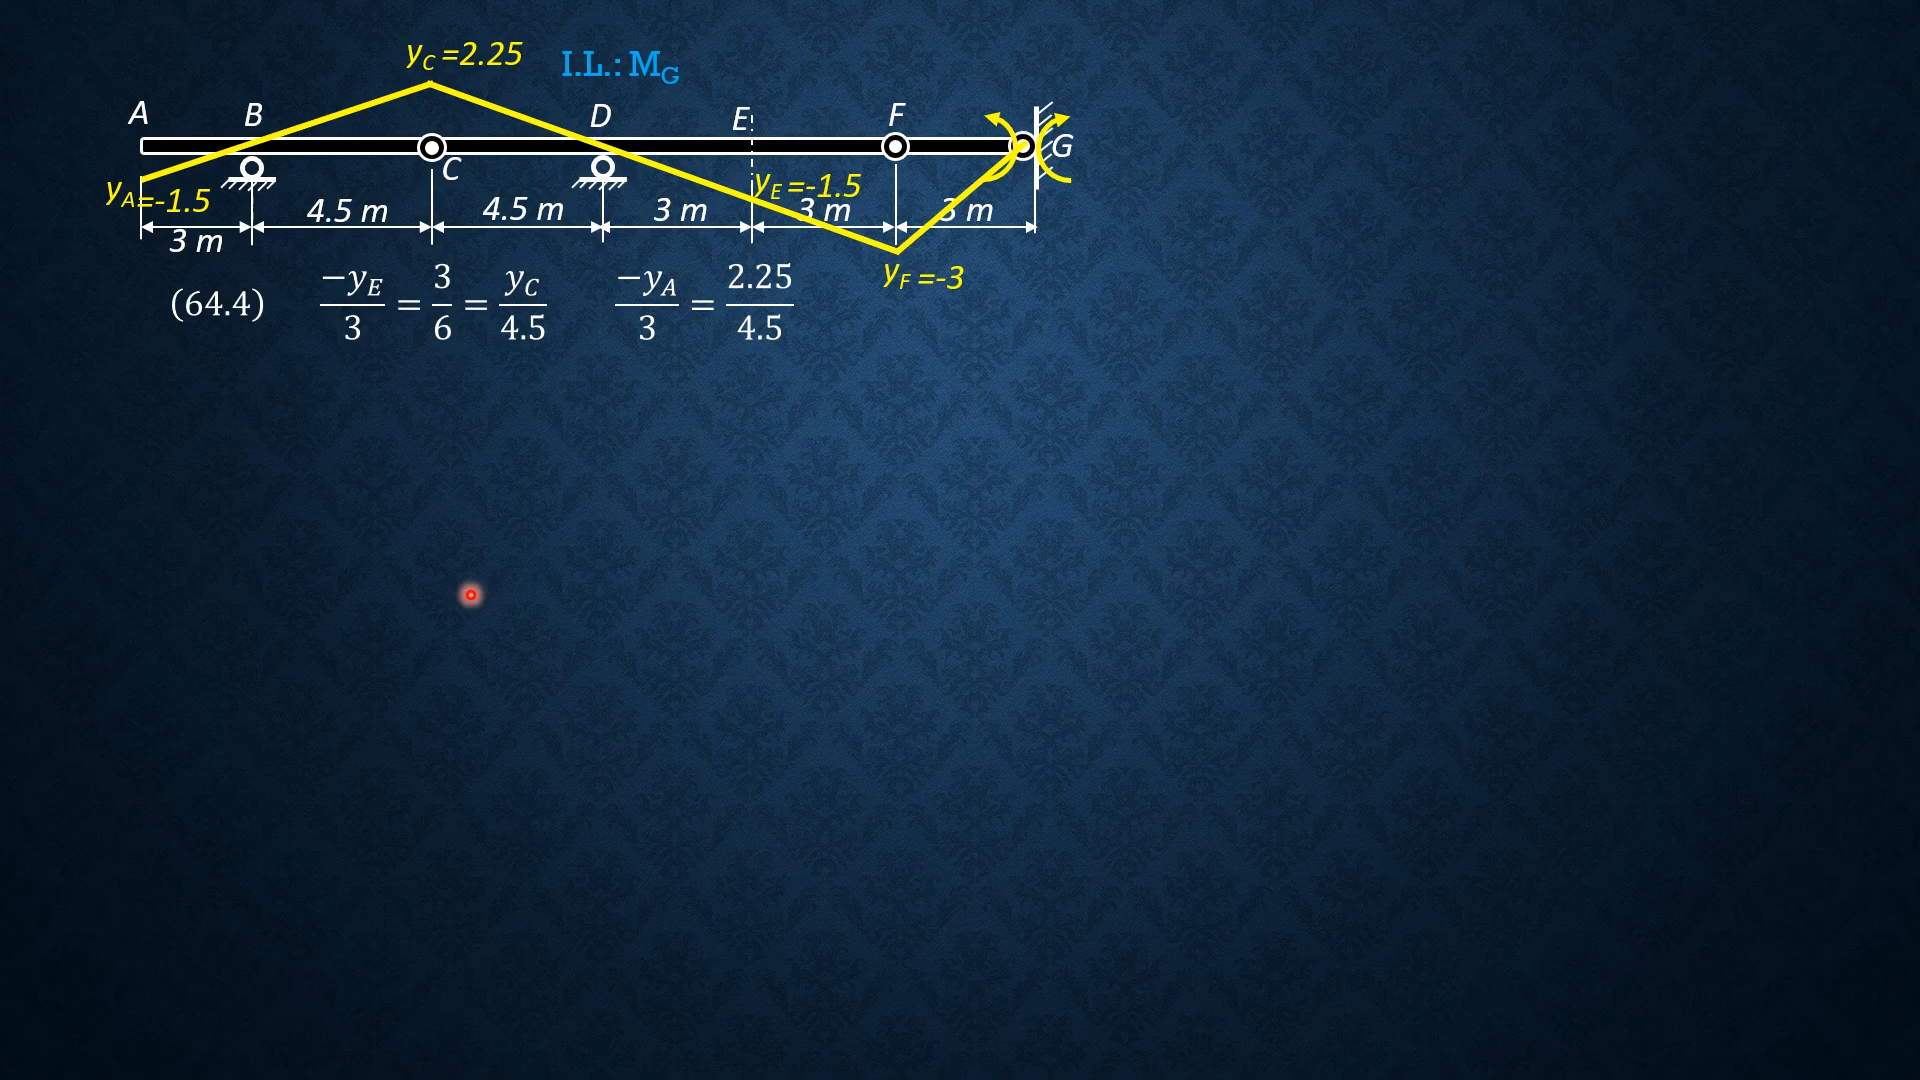 y_C =2.25
I.L.: M_G
A B D E F
C G
y_A=-1.5
y_E =-1.5
4.5 m 4.5 m 3 m 3 m 3 m
3 m
y_F =-3
(64.4) −y_E/3 = 3/6 = y_C/4.5 −y_A/3 = 2.25/4.5